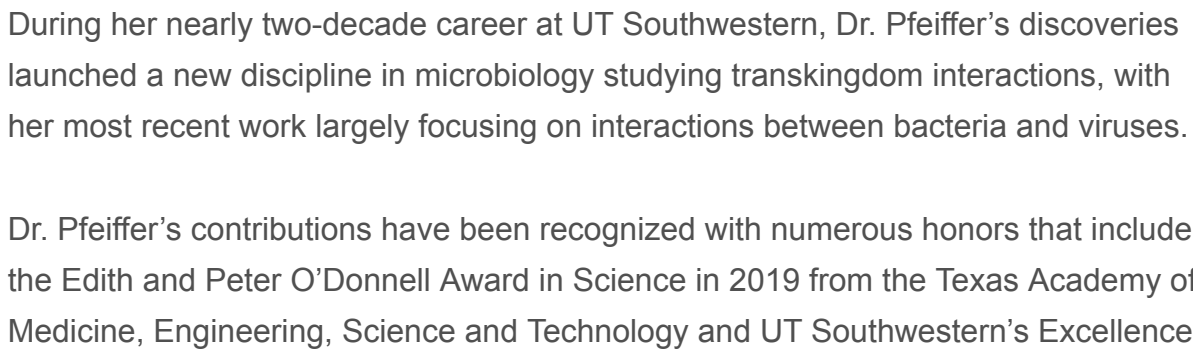 During her nearly two-decade career at UT Southwestern, Dr. Pfeiffer’s discoveries
launched a new discipline in microbiology studying transkingdom interactions, with
her most recent work largely focusing on interactions between bacteria and viruses.
Dr. Pfeiffer’s contributions have been recognized with numerous honors that include
the Edith and Peter O’Donnell Award in Science in 2019 from the Texas Academy of
Medicine, Engineering, Science and Technology and UT Southwestern’s Excellence